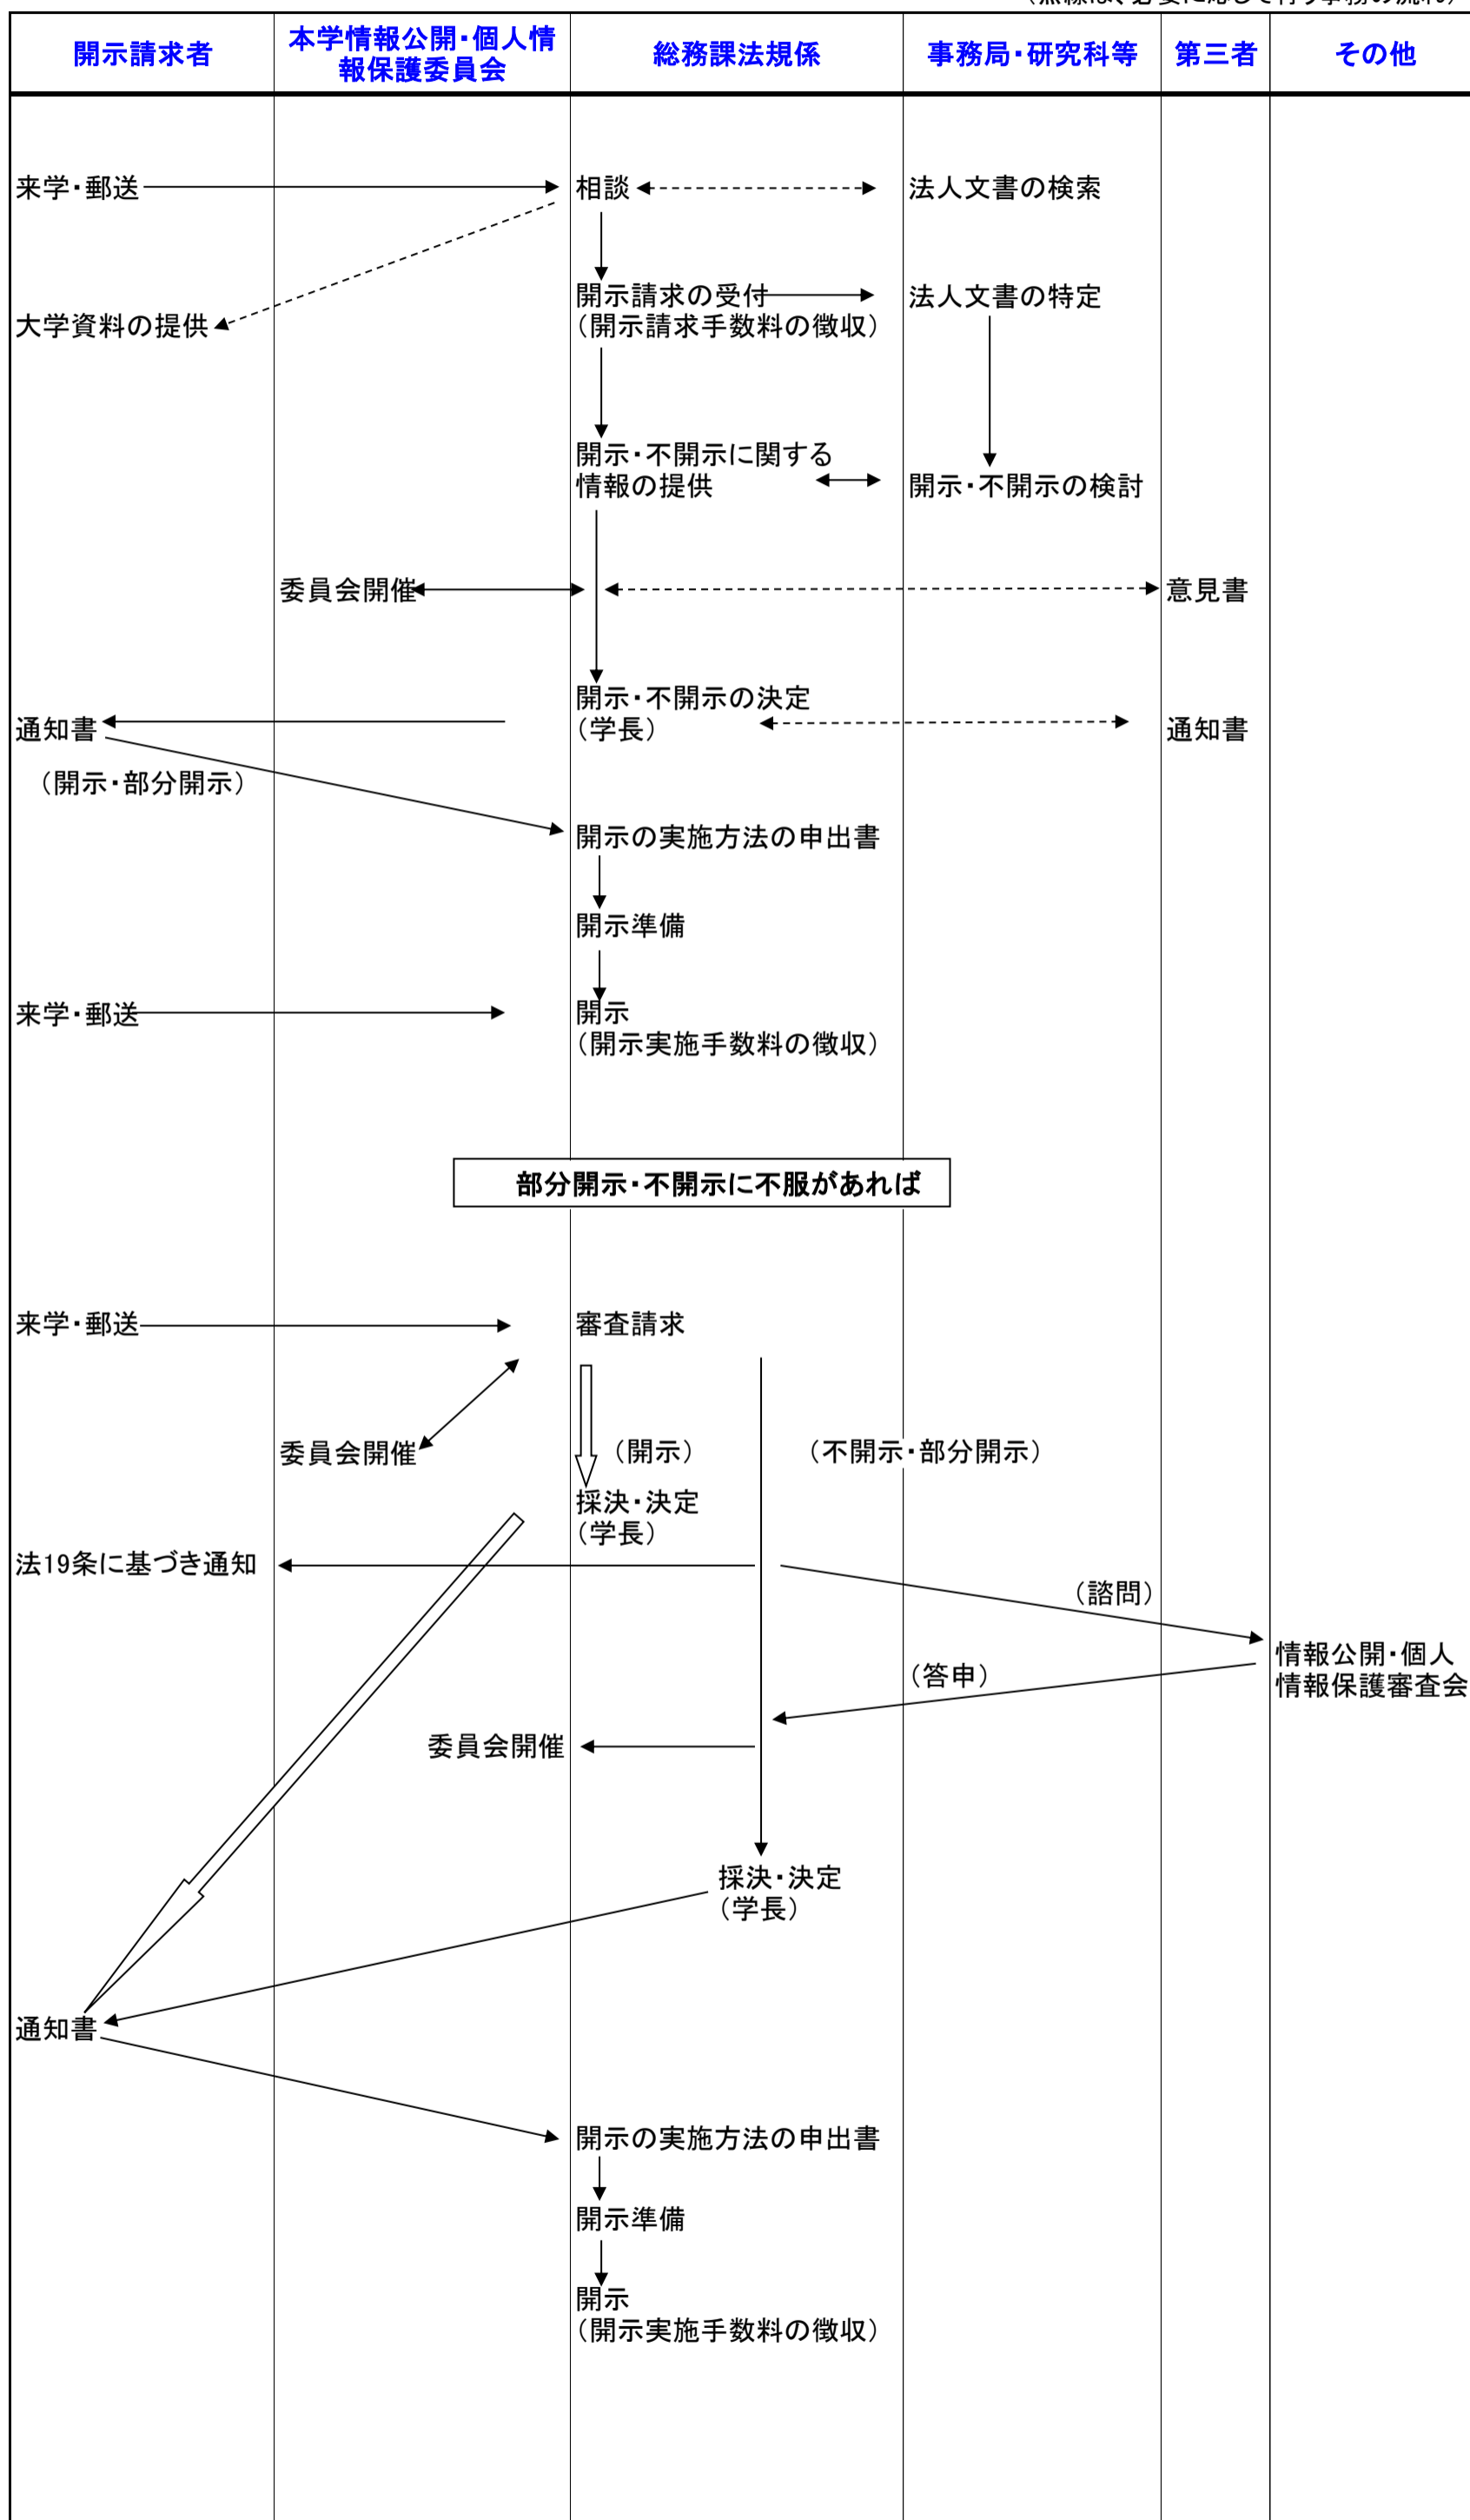 開示請求者
本学情報公開・個人情
報保護委員会
総務課法規係
事務局・研究科等
第三者
その他
来学・郵送
相談
法人文書の検索
開示請求の受付
（開示請求手数料の徴収）
法人文書の特定
大学資料の提供
開示・不開示に関する
情報の提供
開示・不開示の検討
委員会開催
意見書
開示・不開示の決定
（学長）
通知書
通知書
（開示・部分開示）
開示の実施方法の申出書
開示準備
来学・郵送
開示
（開示実施手数料の徴収）
部分開示・不開示に不服があれば
来学・郵送
審査請求
委員会開催
（開示）
（不開示・部分開示）
採決・決定
（学長）
法19条に基づき通知
（諮問）
情報公開・個人
情報保護審査会
（答申）
委員会開催
採決・決定
（学長）
通知書
開示の実施方法の申出書
開示準備
開示
（開示実施手数料の徴収）